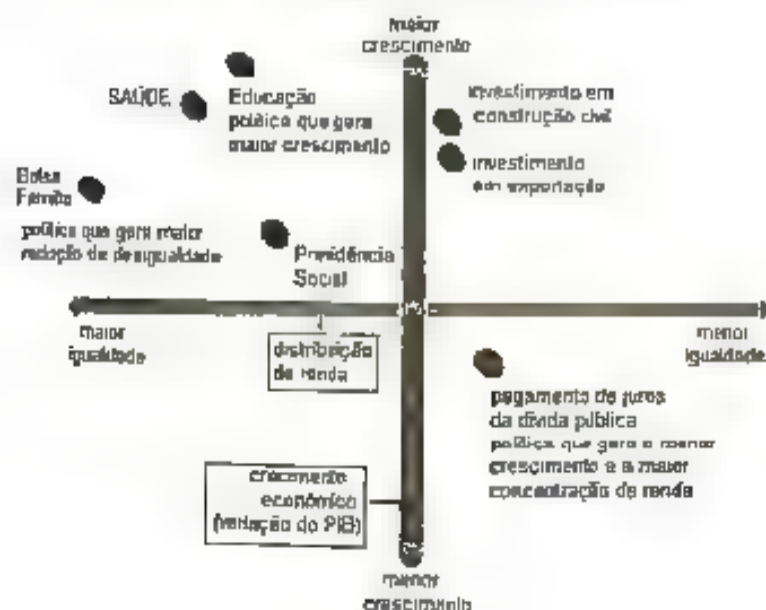 maior
crescimento
SAÚDE
Educação
política que gera
maior crescimento
investimento em
construção civil
investimento
em exportação
Bolsa
Família
política que gera maior
redução de desigualdade
Previdência
Social
maior
igualdade
menor
igualdade
distribuição
de renda
pagamento de juros
da dívida pública
política que gera o menor
crescimento e a maior
concentração de renda
crescimento
econômico
(variação do PIB)
menor
crescimento